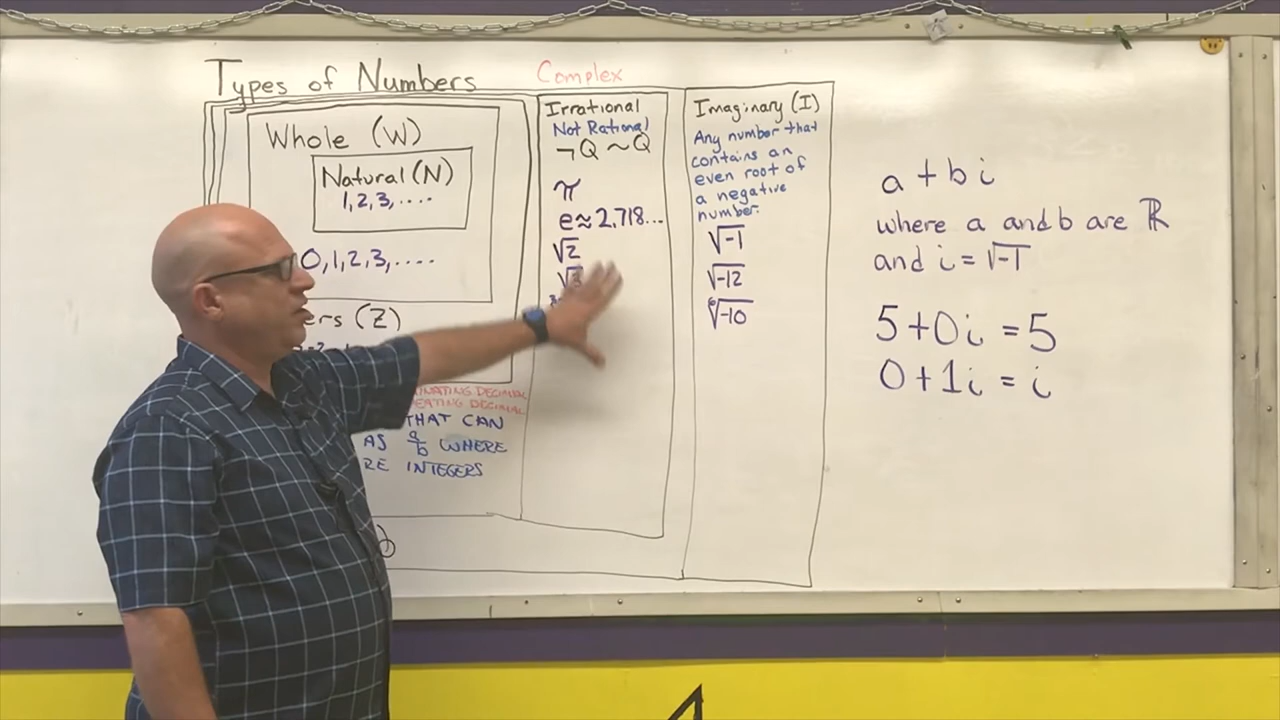 Types of Numbers
Complex
Whole (W)
Natural (N)
1, 2, 3, ....
0, 1, 2, 3, ....
(Z)
DECIMAL
DECIMAL
THAT CAN
AS a/b WHERE
INTEGERS
Irrational
Not Rational
¬Q ~Q
π
e≈2.718...
√2
Imaginary (I)
Any number that
contains an
even root of
a negative
number.
√-1
√-12
⁶√-10
a + bi
where a and b are ℝ
and i = √-1
5+0i = 5
0+1i = i